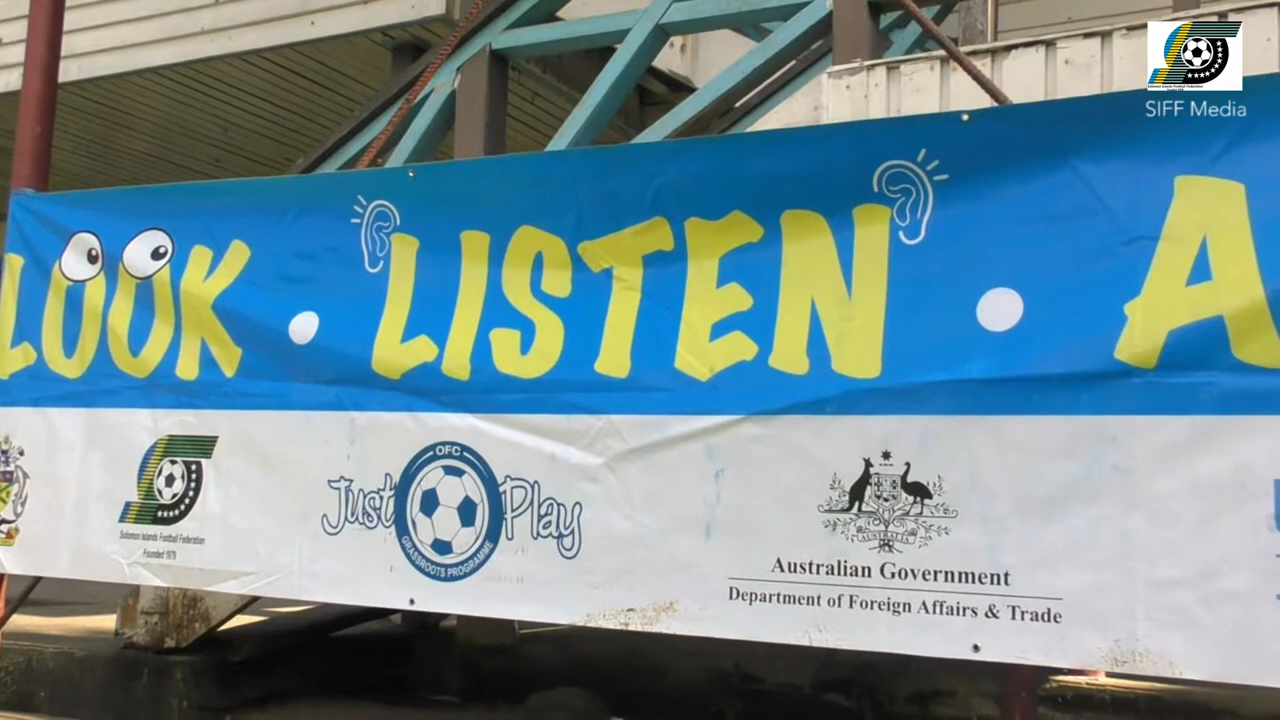 SIFF Media
LOOK • LISTEN • A
Solomon Islands Football Federation
Founded 1979
Just Play
OFC
GRASSROOTS PROGRAMME
AUSTRALIA
Australian Government
Department of Foreign Affairs & Trade